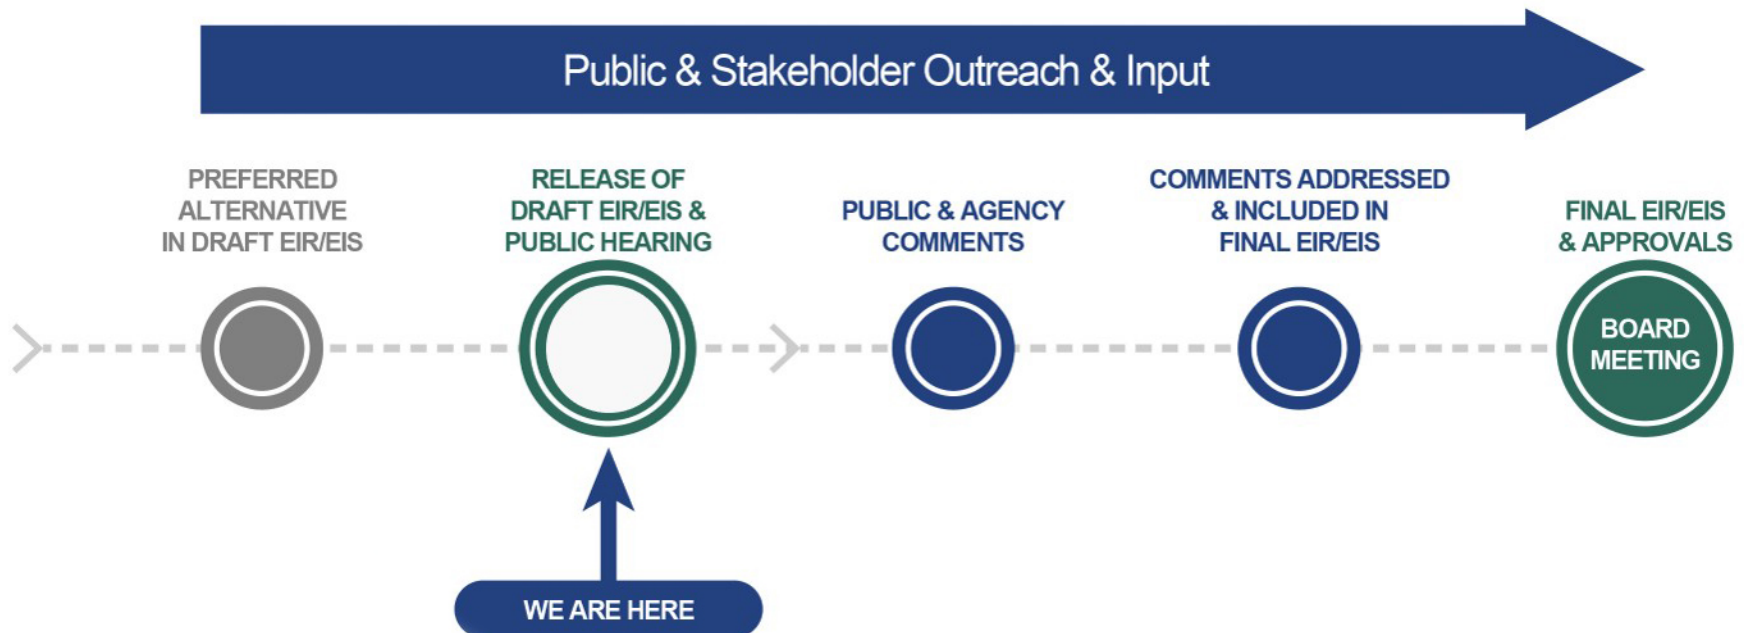 Public & Stakeholder Outreach & Input
PREFERRED
ALTERNATIVE
IN DRAFT EIR/EIS
RELEASE OF
DRAFT EIR/EIS &
PUBLIC HEARING
PUBLIC & AGENCY
COMMENTS
COMMENTS ADDRESSED
& INCLUDED IN
FINAL EIR/EIS
FINAL EIR/EIS
& APPROVALS
BOARD
MEETING
WE ARE HERE